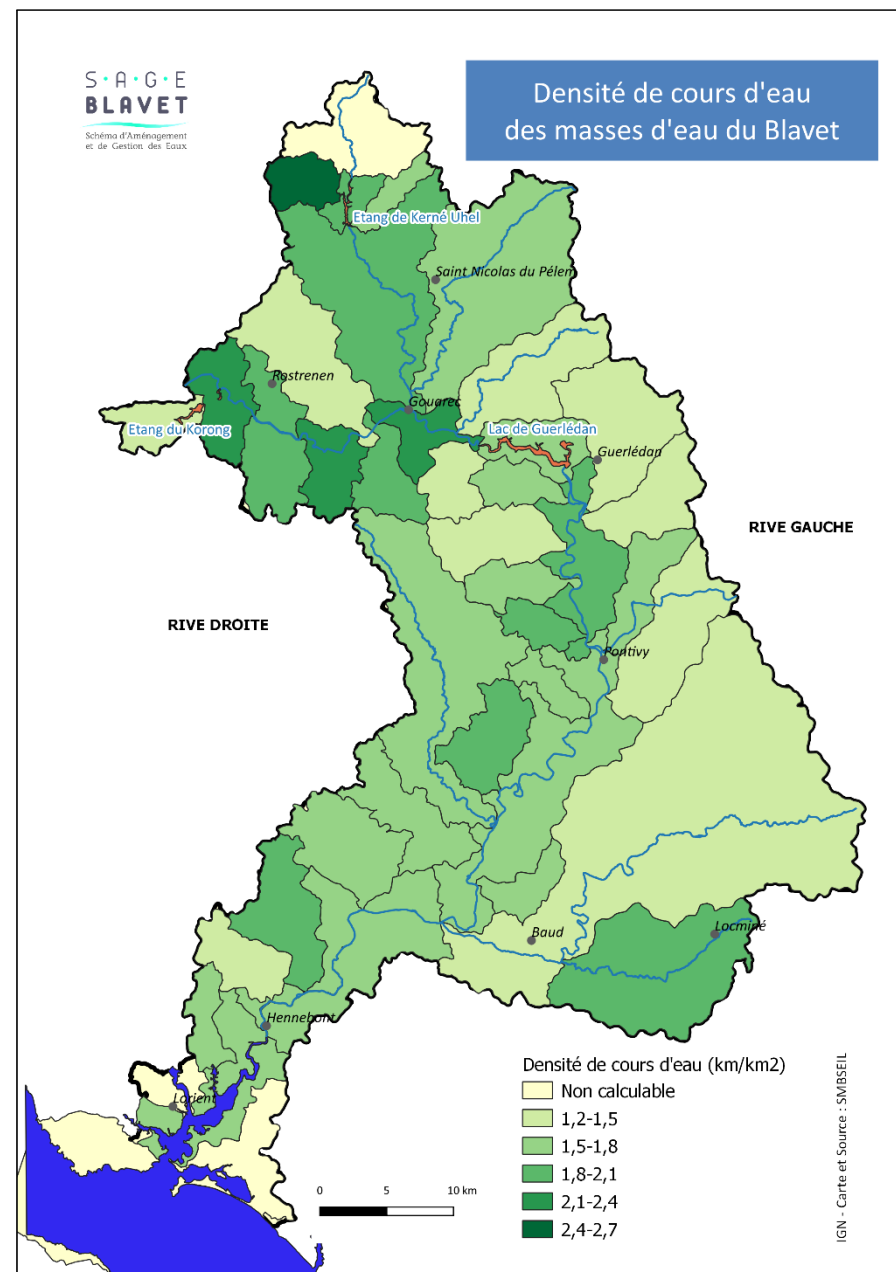 S·A·G·E
BLAVET
Schéma d'Aménagement
et de Gestion des Eaux
Densité de cours d'eau
des masses d'eau du Blavet
Etang de Kerné Uhel
Saint Nicolas du Pélem
Rostrenen
Gouarec
Etang du Korong
Lac de Guerlédan
Guerlédan
RIVE GAUCHE
RIVE DROITE
Pontivy
Baud
Locminé
Hennebont
Lorient
Densité de cours d'eau (km/km2)
Non calculable
1,2-1,5
1,5-1,8
1,8-2,1
2,1-2,4
2,4-2,7
0 5 10 km
IGN - Carte et Source : SMBSEIL